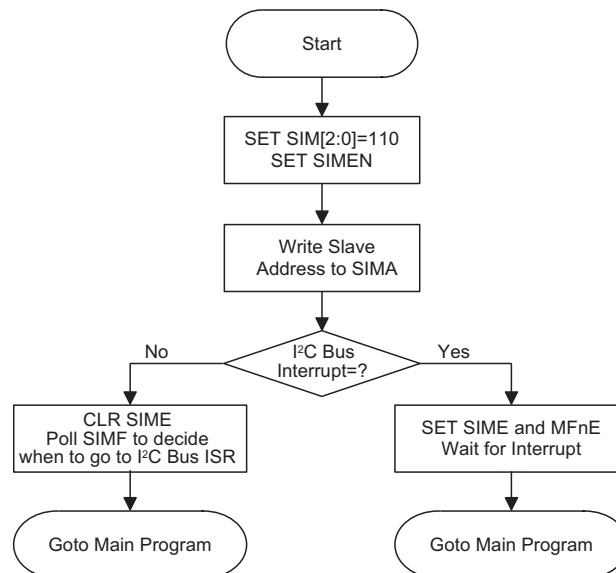 Start
SET SIM[2:0]=110
SET SIMEN
Write Slave
Address to SIMA
I²C Bus
Interrupt=?
No
Yes
CLR SIME
Poll SIMF to decide
when to go to I²C Bus ISR
SET SIME and MFnE
Wait for Interrupt
Goto Main Program
Goto Main Program